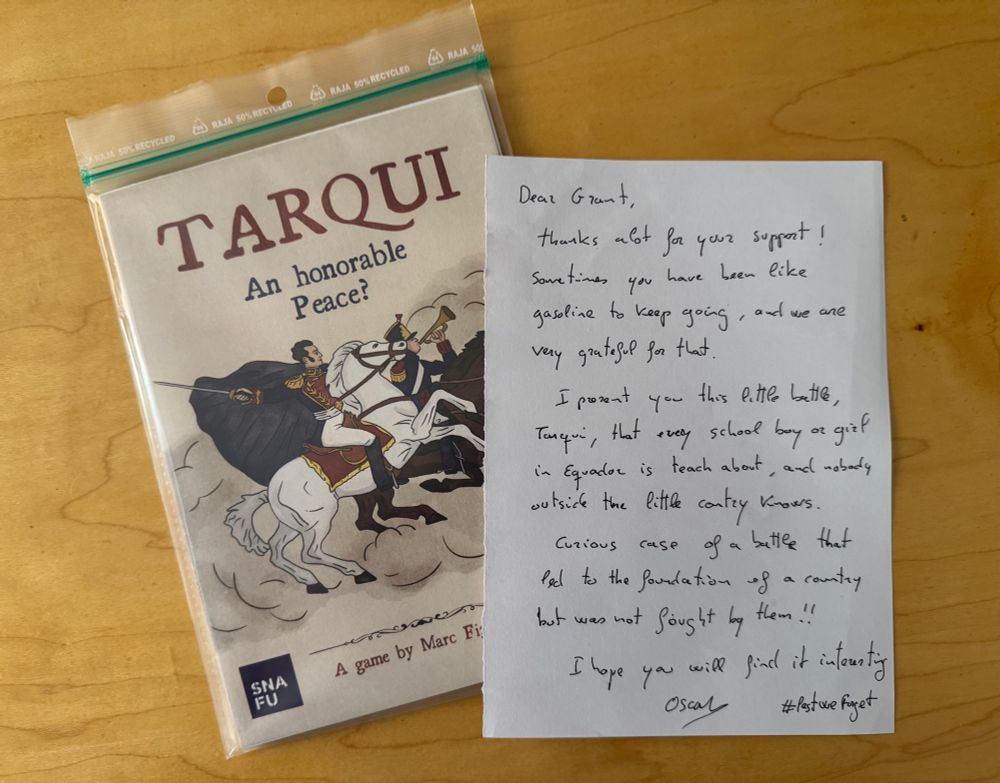 RAJA 50% RECYCLED RAJA 50% RECYCLED RAJA 50% RECYCLED RAJA 50
TARQUI
An honorable
Peace?
A game by Marc
SNA
FU
Dear Grant,
thanks alot for your support!
Sometimes you have been like
gasoline to keep going, and we are
very grateful for that.
I present you this little battle,
Tarqui, that every school boy or girl
in Equador is teach about, and nobody
outside the little contry knows.
Curious case of a battle that
led to the foundation of a country
but was not fought by them!!
I hope you will find it interesting
Oscar
#Lestweforget